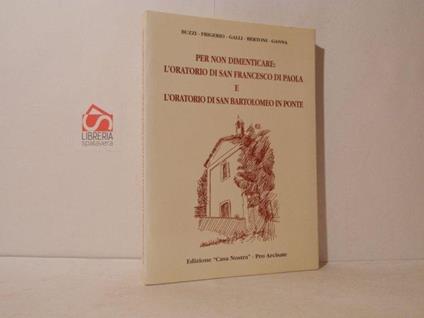 BUZZI - FRIGERIO - GALLI - BERTONI - GANNA
PER NON DIMENTICARE:
L'ORATORIO DI SAN FRANCESCO DI PAOLA
E
L'ORATORIO DI SAN BARTOLOMEO IN PONTE
LIBRERIA
spalavera
Edizione "Casa Nostra" - Pro Arcisate